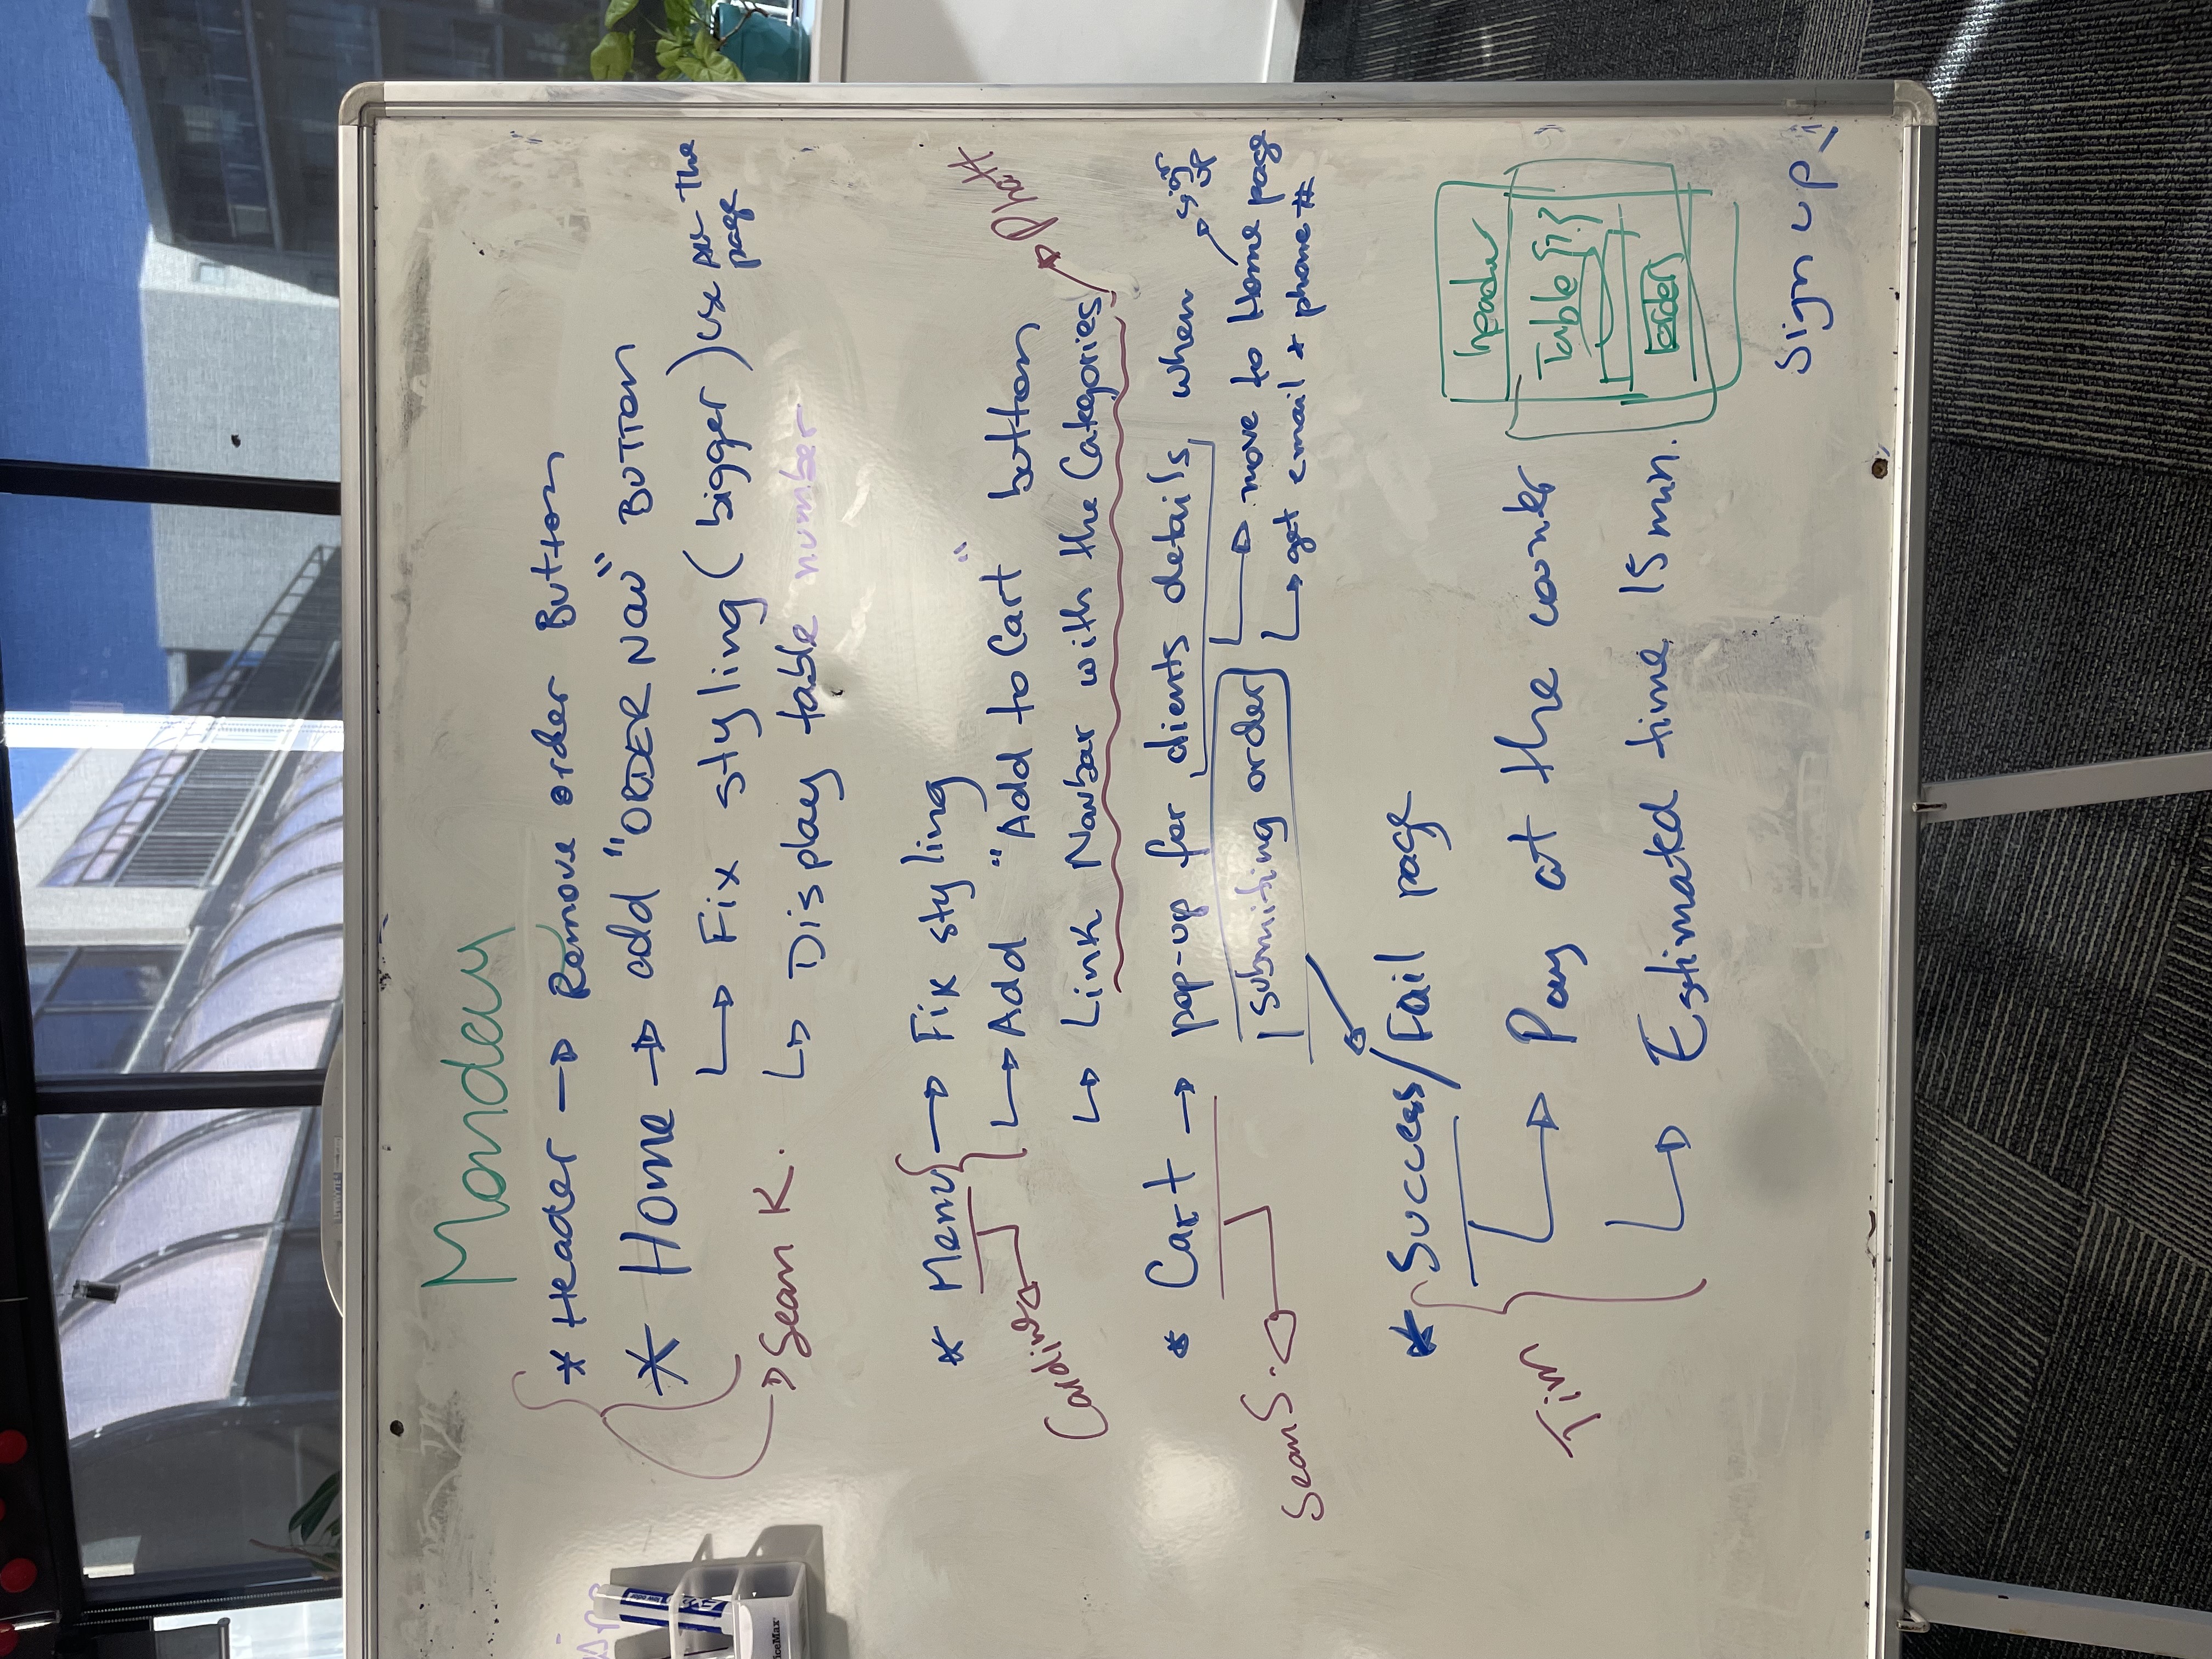 Monday
* Header → Remove order Button
* Home → add "ORDER NOW" BUTTON
↳ Fix styling (bigger) use ALL The page
→ Sean K.
↳ Display table number
* Menu → Fix styling
↳ Add "Add to Cart" button
Phatt
Caroline
↳ Link Navbar with the Categories
* Cart → pop-up for clients details when
sign up
submiting order
→ move to Home page
Sean S.
→ get email + phone #
* Success/Fail page
header
→ Pay at the counter
Table {7}
Tim
→ Estimated time 15 min.
orders
Sign up
iceMax